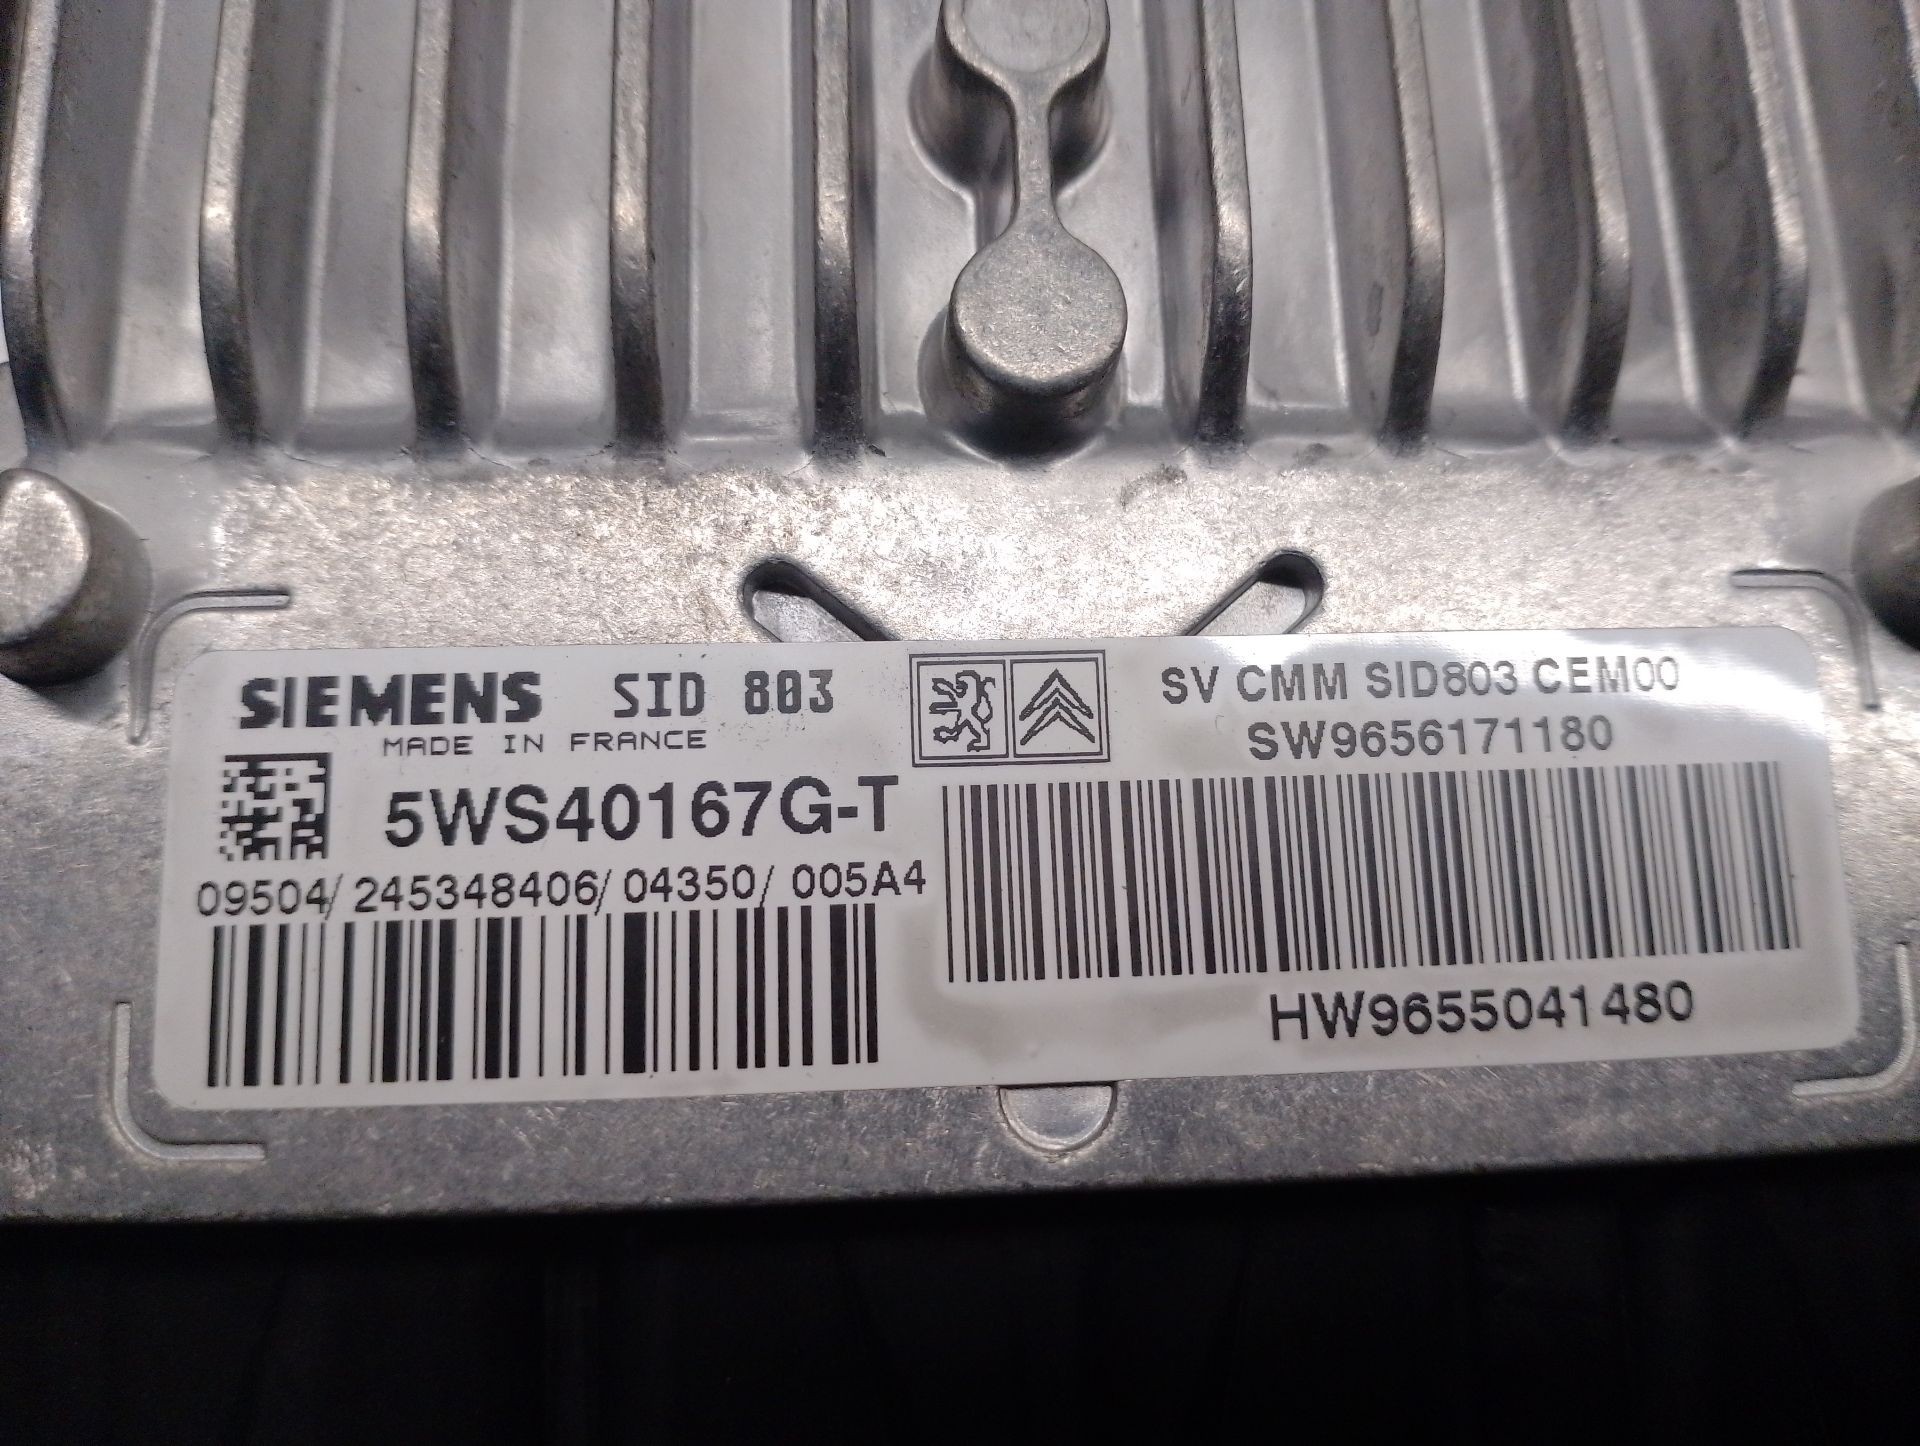 SIEMENS SID 803
MADE IN FRANCE
5WS40167G-T
09504/245348406/04350/005A4
SV CMM SID803 CEM00
SW9656171180
HW9655041480